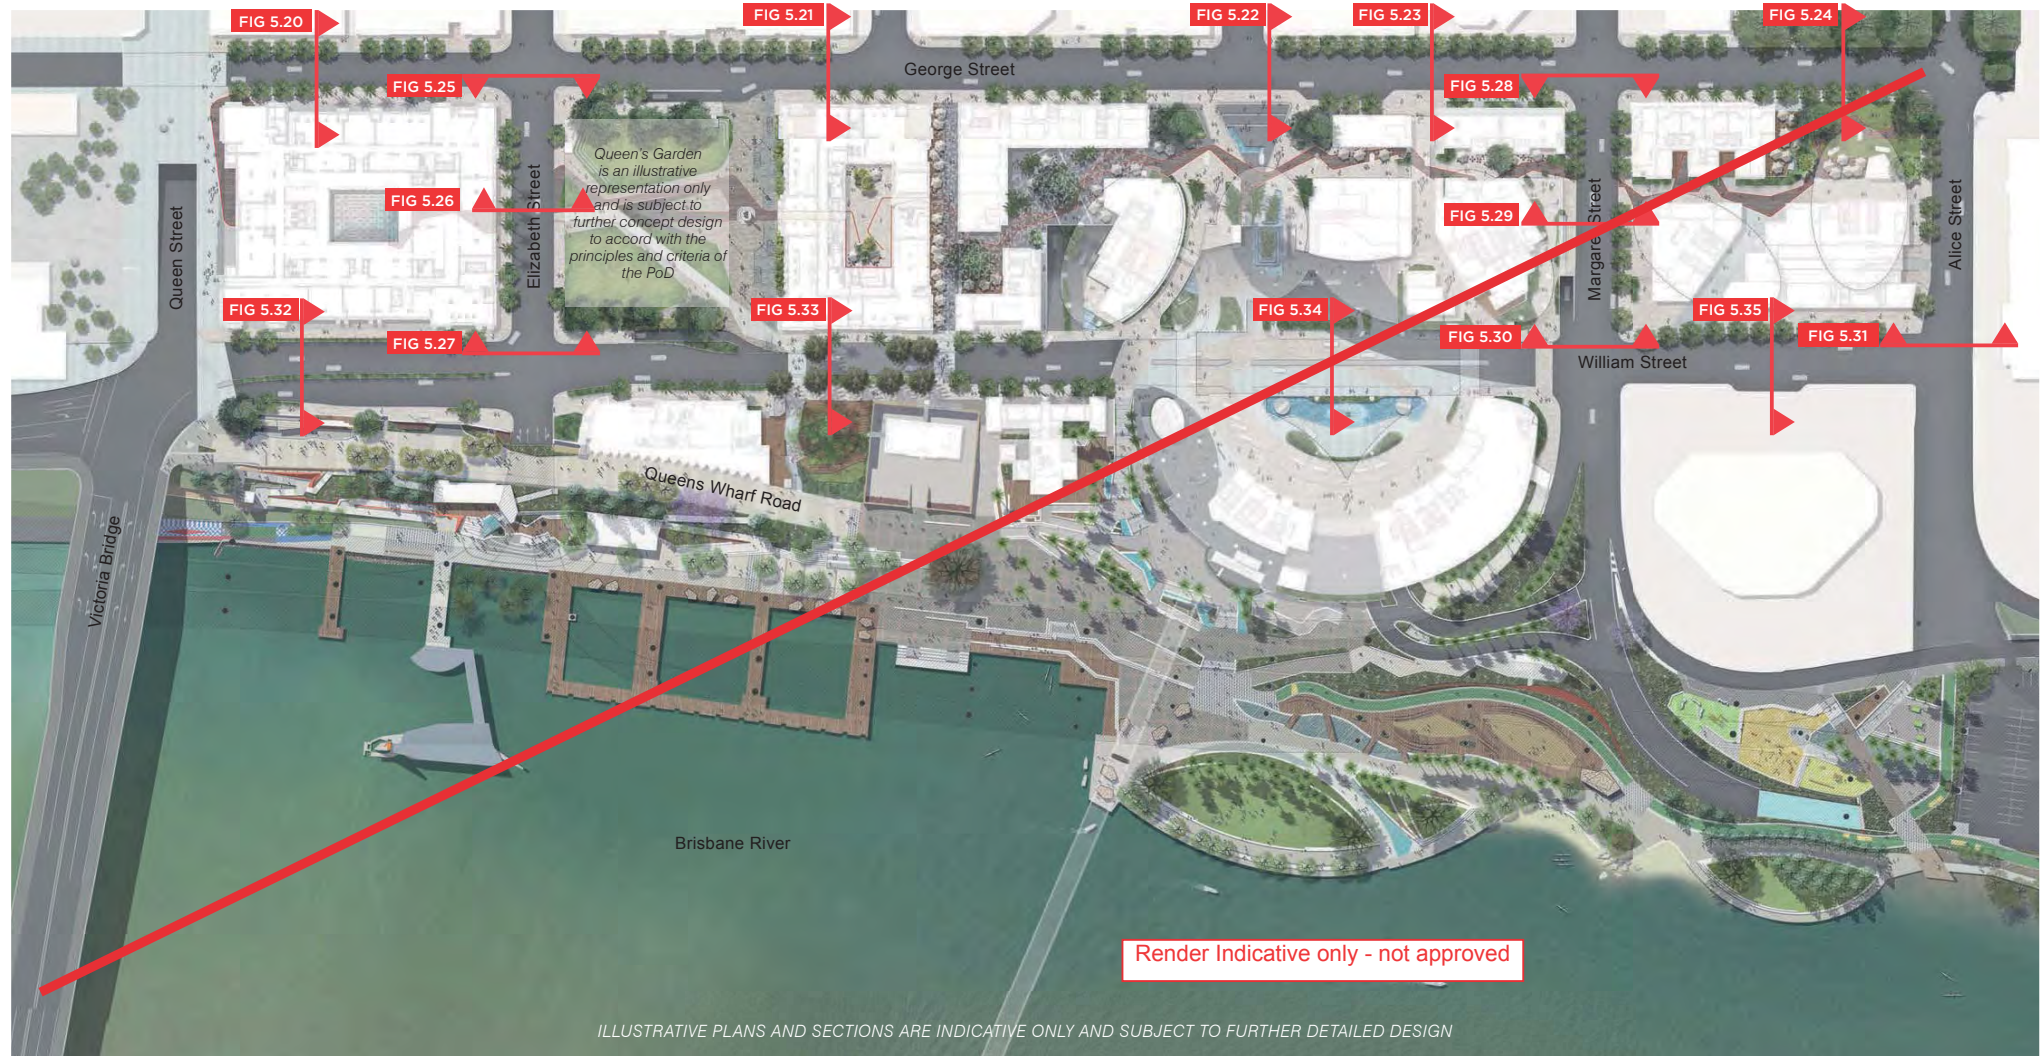 FIG 5.20
FIG 5.21
FIG 5.22
FIG 5.23
FIG 5.24
George Street
FIG 5.25
FIG 5.28
Queen's Garden
is an illustrative
representation only
and is subject to
further concept design
to accord with the
principles and criteria of
the PoD
FIG 5.26
FIG 5.29
Queen Street
Elizabeth Street
Margaret Street
Alice Street
FIG 5.32
FIG 5.33
FIG 5.34
FIG 5.35
FIG 5.27
FIG 5.30
FIG 5.31
William Street
Queens Wharf Road
Victoria Bridge
Brisbane River
Render Indicative only - not approved
ILLUSTRATIVE PLANS AND SECTIONS ARE INDICATIVE ONLY AND SUBJECT TO FURTHER DETAILED DESIGN